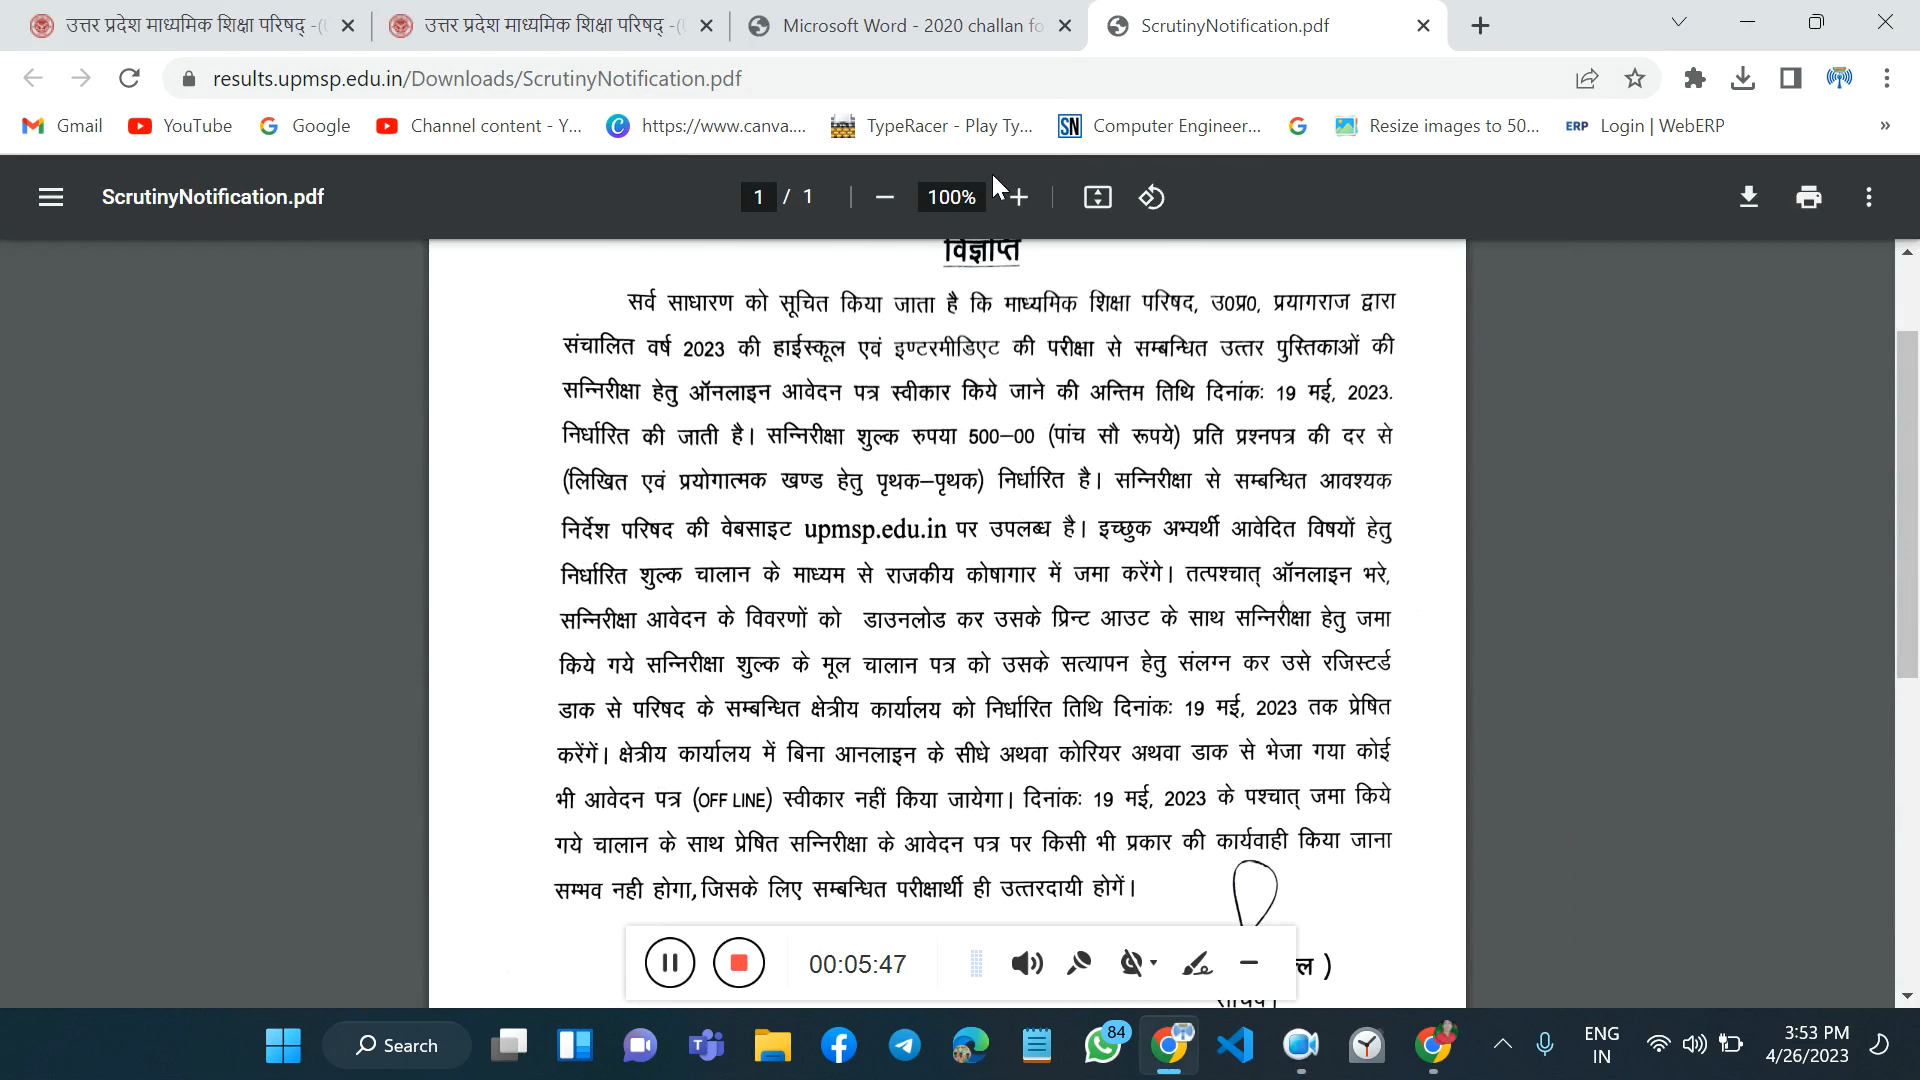 उत्तर प्रदेश माध्यमिक शिक्षा परिषद् -(
उत्तर प्रदेश माध्यमिक शिक्षा परिषद् -(
Microsoft Word - 2020 challan fo
ScrutinyNotification.pdf
results.upmsp.edu.in/Downloads/ScrutinyNotification.pdf
Gmail YouTube Google Channel content - Y... https://www.canva.... TypeRacer - Play Ty... SN Computer Engineer... Resize images to 50... ERP Login | WebERP »
ScrutinyNotification.pdf 1 / 1 100%
विज्ञप्ति
सर्व साधारण को सूचित किया जाता है कि माध्यमिक शिक्षा परिषद, उ0प्र0, प्रयागराज द्वारा
संचालित वर्ष 2023 की हाईस्कूल एवं इण्टरमीडिएट की परीक्षा से सम्बन्धित उत्तर पुस्तिकाओं की
सन्निरीक्षा हेतु ऑनलाइन आवेदन पत्र स्वीकार किये जाने की अन्तिम तिथि दिनांकः 19 मई, 2023.
निर्धारित की जाती है। सन्निरीक्षा शुल्क रुपया 500–00 (पांच सौ रूपये) प्रति प्रश्नपत्र की दर से
(लिखित एवं प्रयोगात्मक खण्ड हेतु पृथक–पृथक) निर्धारित है। सन्निरीक्षा से सम्बन्धित आवश्यक
निर्देश परिषद की वेबसाइट upmsp.edu.in पर उपलब्ध है। इच्छुक अभ्यर्थी आवेदित विषयों हेतु
निर्धारित शुल्क चालान के माध्यम से राजकीय कोषागार में जमा करेंगे। तत्पश्चात् ऑनलाइन भरे,
सन्निरीक्षा आवेदन के विवरणों को डाउनलोड कर उसके प्रिन्ट आउट के साथ सन्निरीक्षा हेतु जमा
किये गये सन्निरीक्षा शुल्क के मूल चालान पत्र को उसके सत्यापन हेतु संलग्न कर उसे रजिस्टर्ड
डाक से परिषद के सम्बन्धित क्षेत्रीय कार्यालय को निर्धारित तिथि दिनांकः 19 मई, 2023 तक प्रेषित
करेंगें। क्षेत्रीय कार्यालय में बिना आनलाइन के सीधे अथवा कोरियर अथवा डाक से भेजा गया कोई
भी आवेदन पत्र (OFF LINE) स्वीकार नहीं किया जायेगा। दिनांकः 19 मई, 2023 के पश्चात् जमा किये
गये चालान के साथ प्रेषित सन्निरीक्षा के आवेदन पत्र पर किसी भी प्रकार की कार्यवाही किया जाना
सम्भव नही होगा, जिसके लिए सम्बन्धित परीक्षार्थी ही उत्तरदायी होगें।
00:05:47
ल )
Search 84 ENG 3:53 PM
IN 4/26/2023